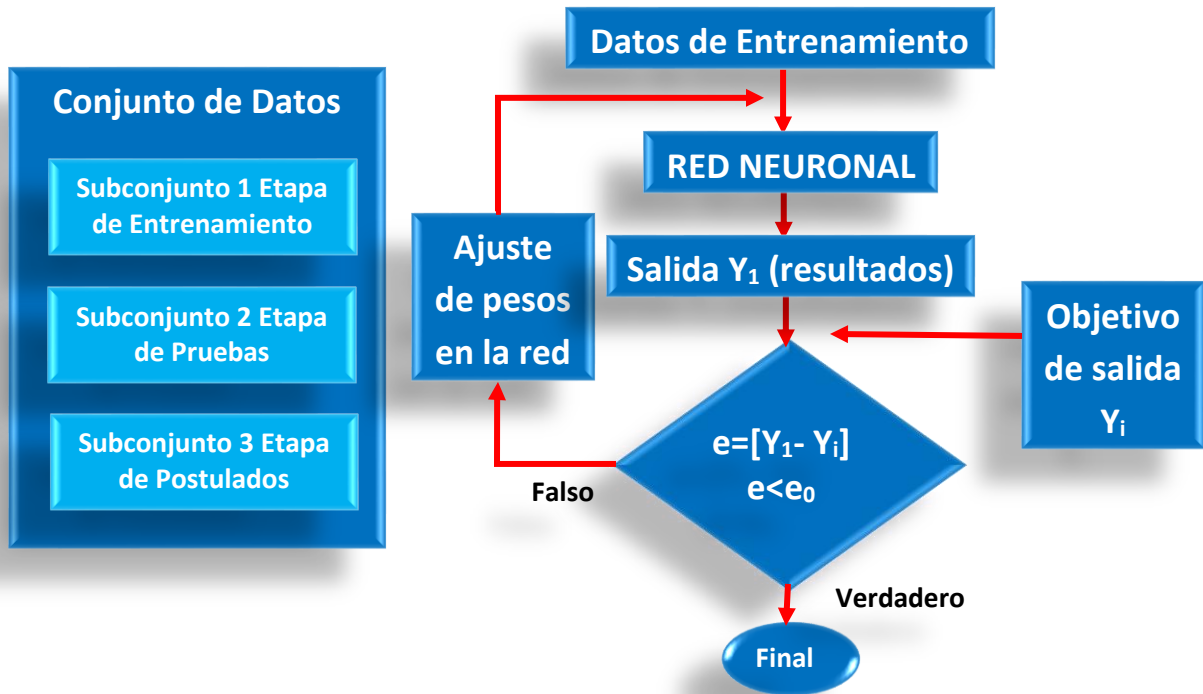 Conjunto de Datos
Subconjunto 1 Etapa
de Entrenamiento
Subconjunto 2 Etapa
de Pruebas
Subconjunto 3 Etapa
de Postulados
Datos de Entrenamiento
RED NEURONAL
Salida Y₁ (resultados)
Ajuste
de pesos
en la red
Objetivo
de salida
Yᵢ
e=[Y₁- Yᵢ]
e<e₀
Falso
Verdadero
Final